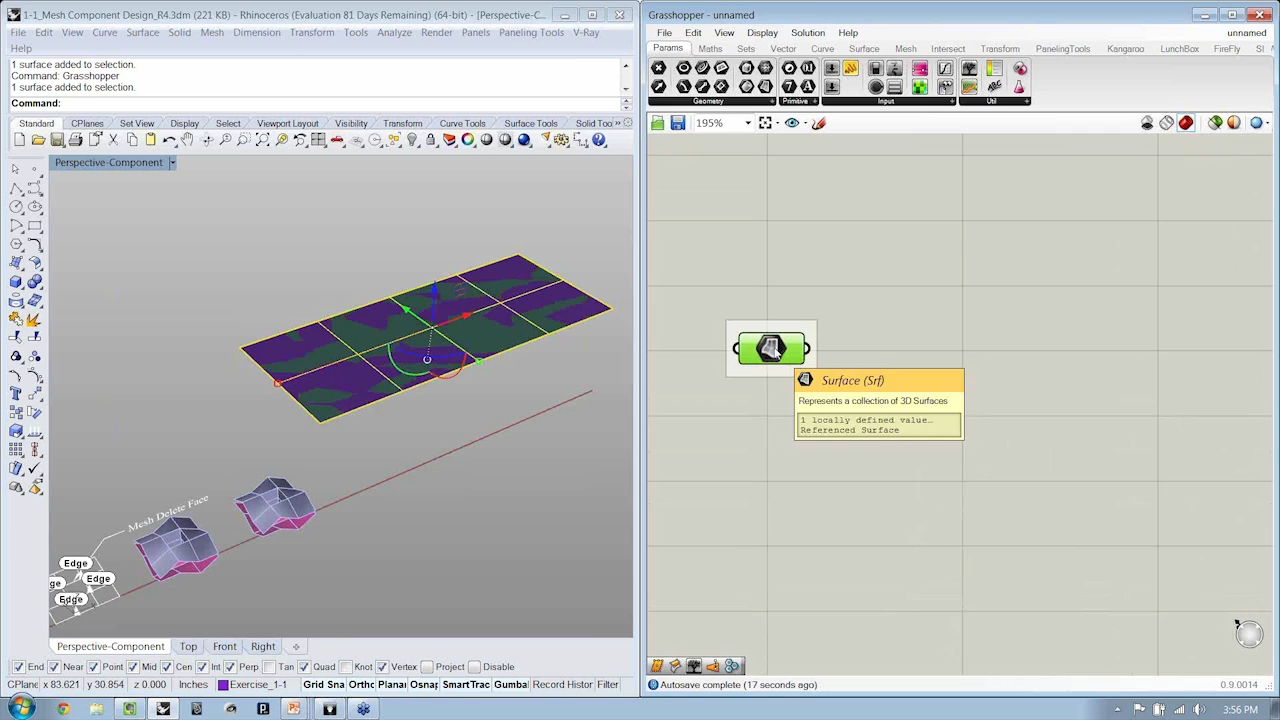 1-1_Mesh Component Design_R4.3dm (221 KB) - Rhinoceros (Evaluation 81 Days Remaining) (64-bit) - [Perspective-C...
File Edit View Curve Surface Solid Mesh Dimension Transform Tools Analyze Render Panels Paneling Tools V-Ray
Help
1 surface added to selection.
Command: Grasshopper
1 surface added to selection.
Command:
Standard CPlanes Set View Display Select Viewport Layout Visibility Transform Curve Tools Surface Tools Solid Too
Perspective-Component
Mesh Delete Face
Edge
ge
Edge
Edge
Perspective-Component Top Front Right
End Near Point Mid Cen Int Perp Tan Quad Knot Vertex Project Disable
CPlane x 83.621 y 30.854 z 0.000 Inches Exercise_1-1 Grid Sna Ortho Planar Osnap SmartTrac Gumba Record Histor Filter
Grasshopper - unnamed
File Edit View Display Solution Help
unnamed
Params Maths Sets Vector Curve Surface Mesh Intersect Transform PanelingTools Kangaroo LunchBox FireFly
Geometry Primitive Input Util
195%
Surface (Srf)
Represents a collection of 3D Surfaces
1 locally defined value…
Referenced Surface
Autosave complete (17 seconds ago)
0.9.0014
3:56 PM